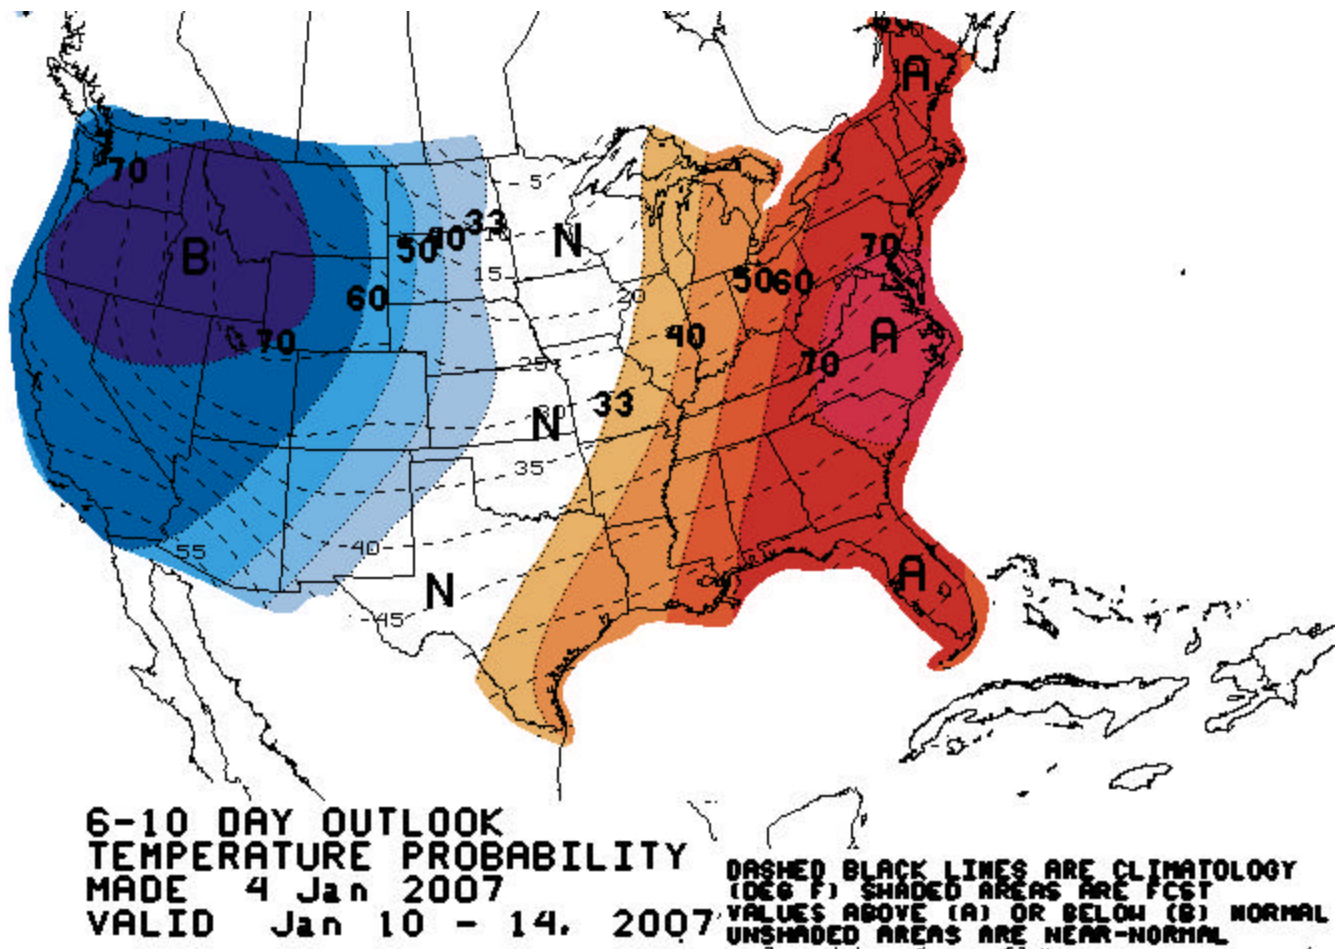 A
70
70
B
50
40
33
N
5
10
15
20
25
60
70
50
60
A
70
40
33
N
30
35
55
40
N
45
A
6-10 DAY OUTLOOK
TEMPERATURE PROBABILITY
MADE 4 Jan 2007
VALID Jan 10 - 14, 2007
DASHED BLACK LINES ARE CLIMATOLOGY
(DEG F) SHADED AREAS ARE FCST
VALUES ABOVE (A) OR BELOW (B) NORMAL
UNSHADED AREAS ARE NEAR-NORMAL